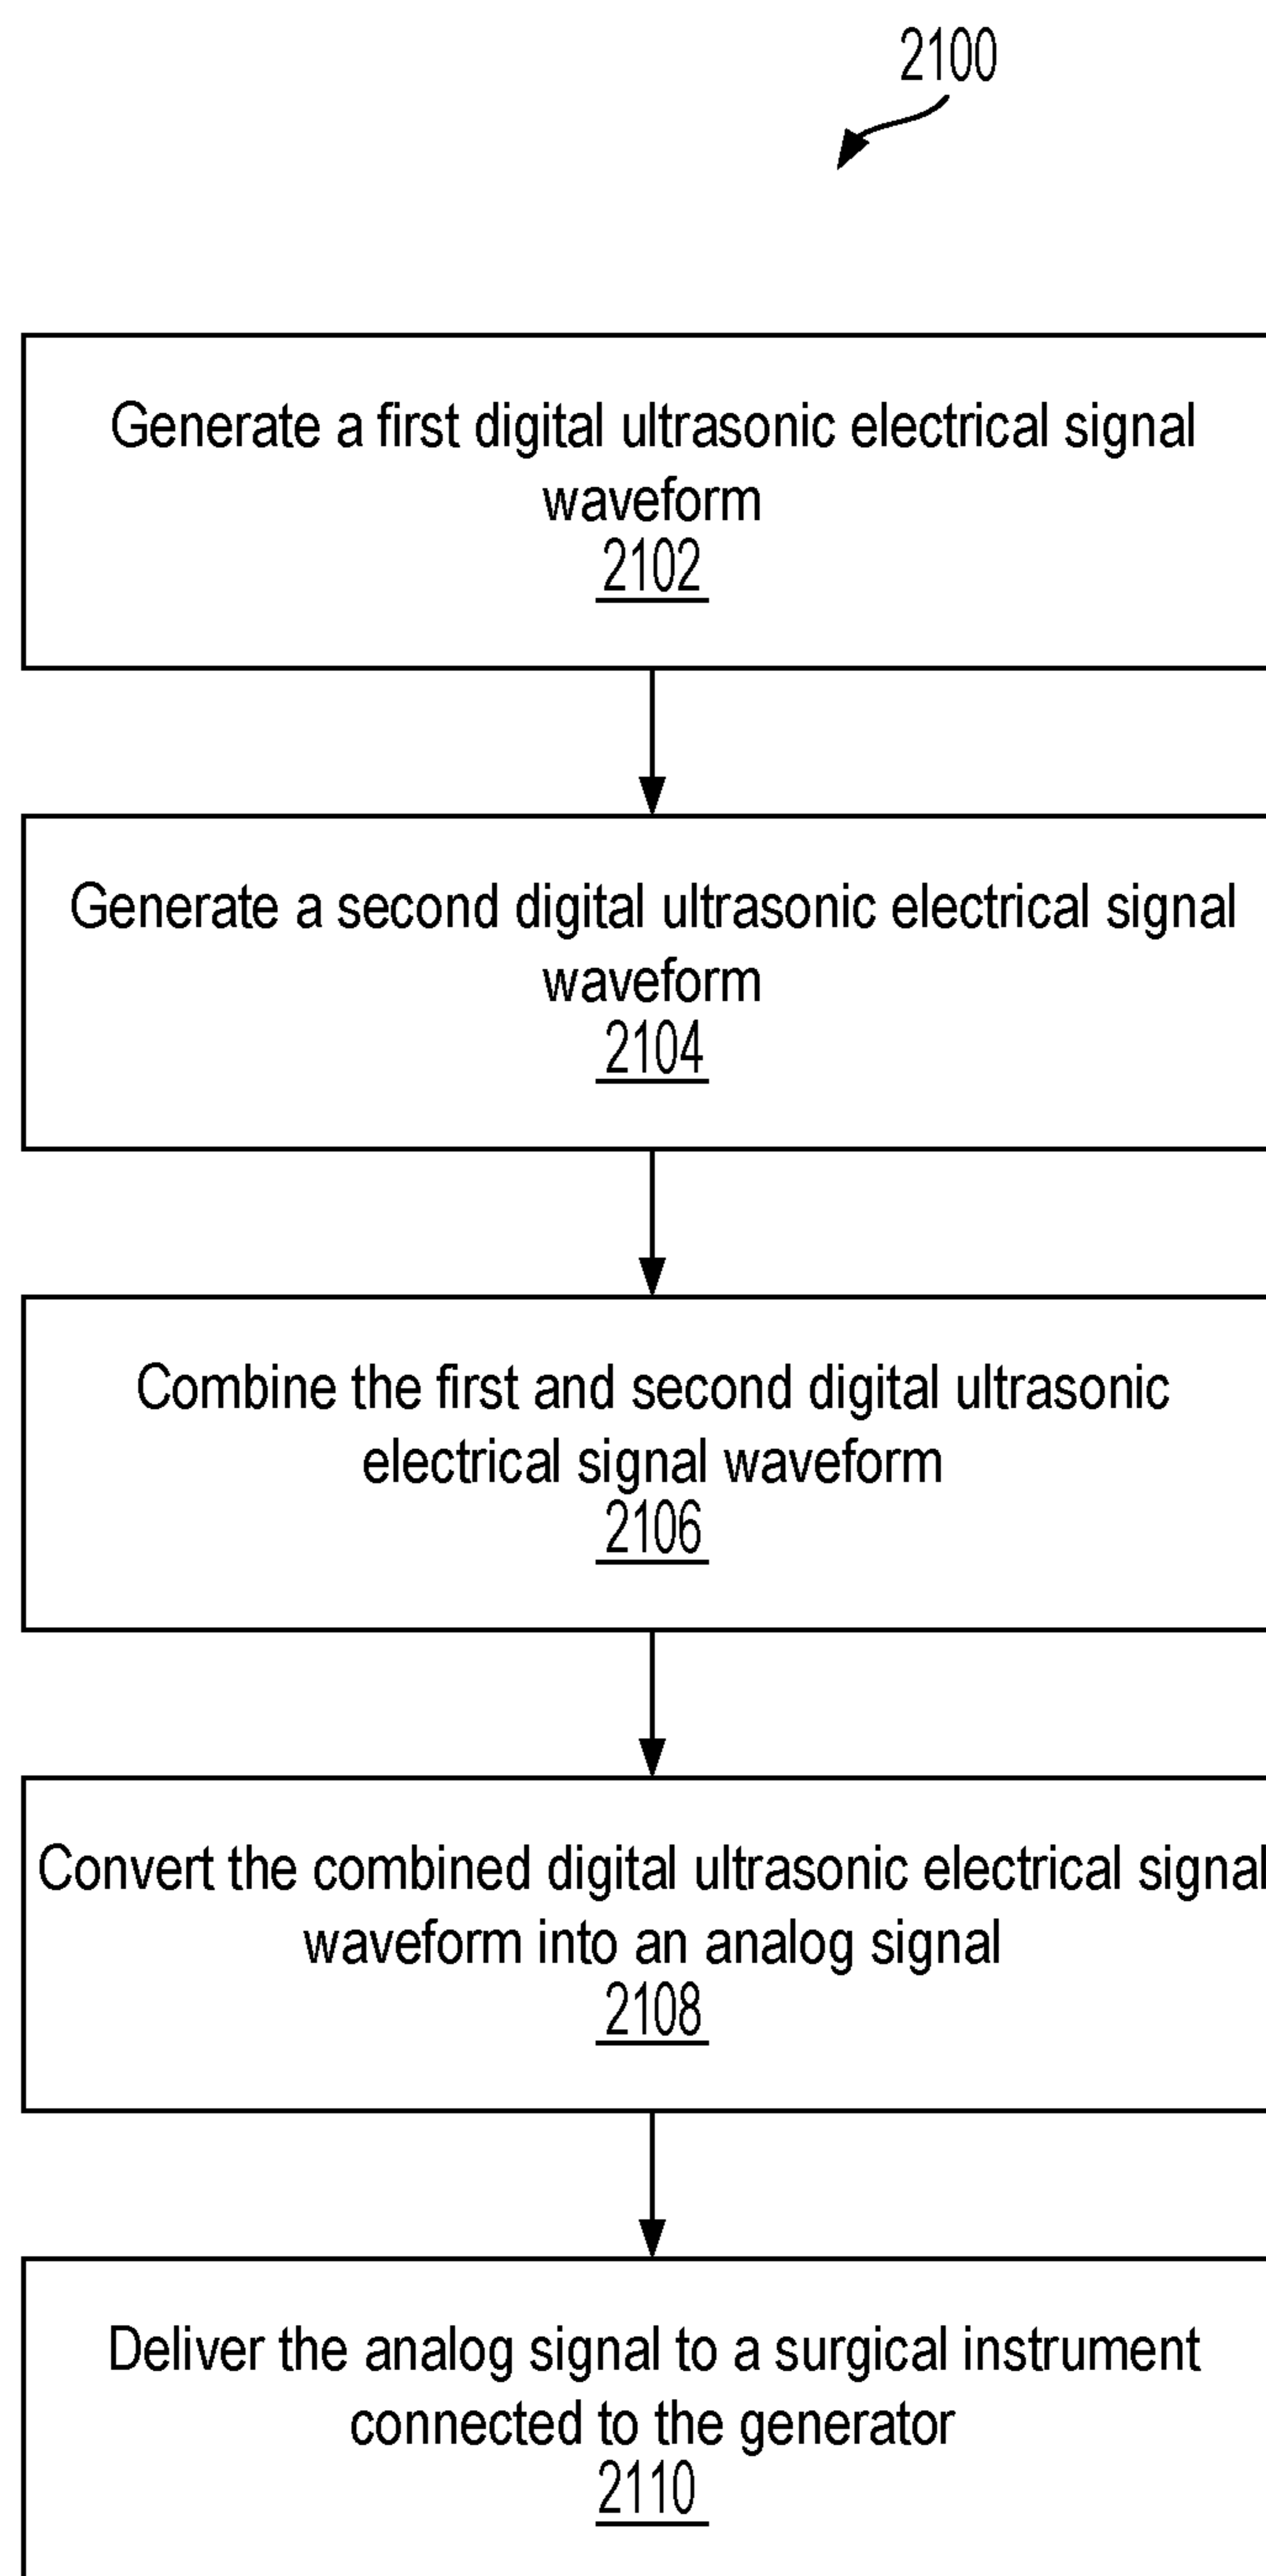 2100
Generate a first digital ultrasonic electrical signal
waveform
2102
Generate a second digital ultrasonic electrical signal
waveform
2104
Combine the first and second digital ultrasonic
electrical signal waveform
2106
Convert the combined digital ultrasonic electrical signal
waveform into an analog signal
2108
Deliver the analog signal to a surgical instrument
connected to the generator
2110